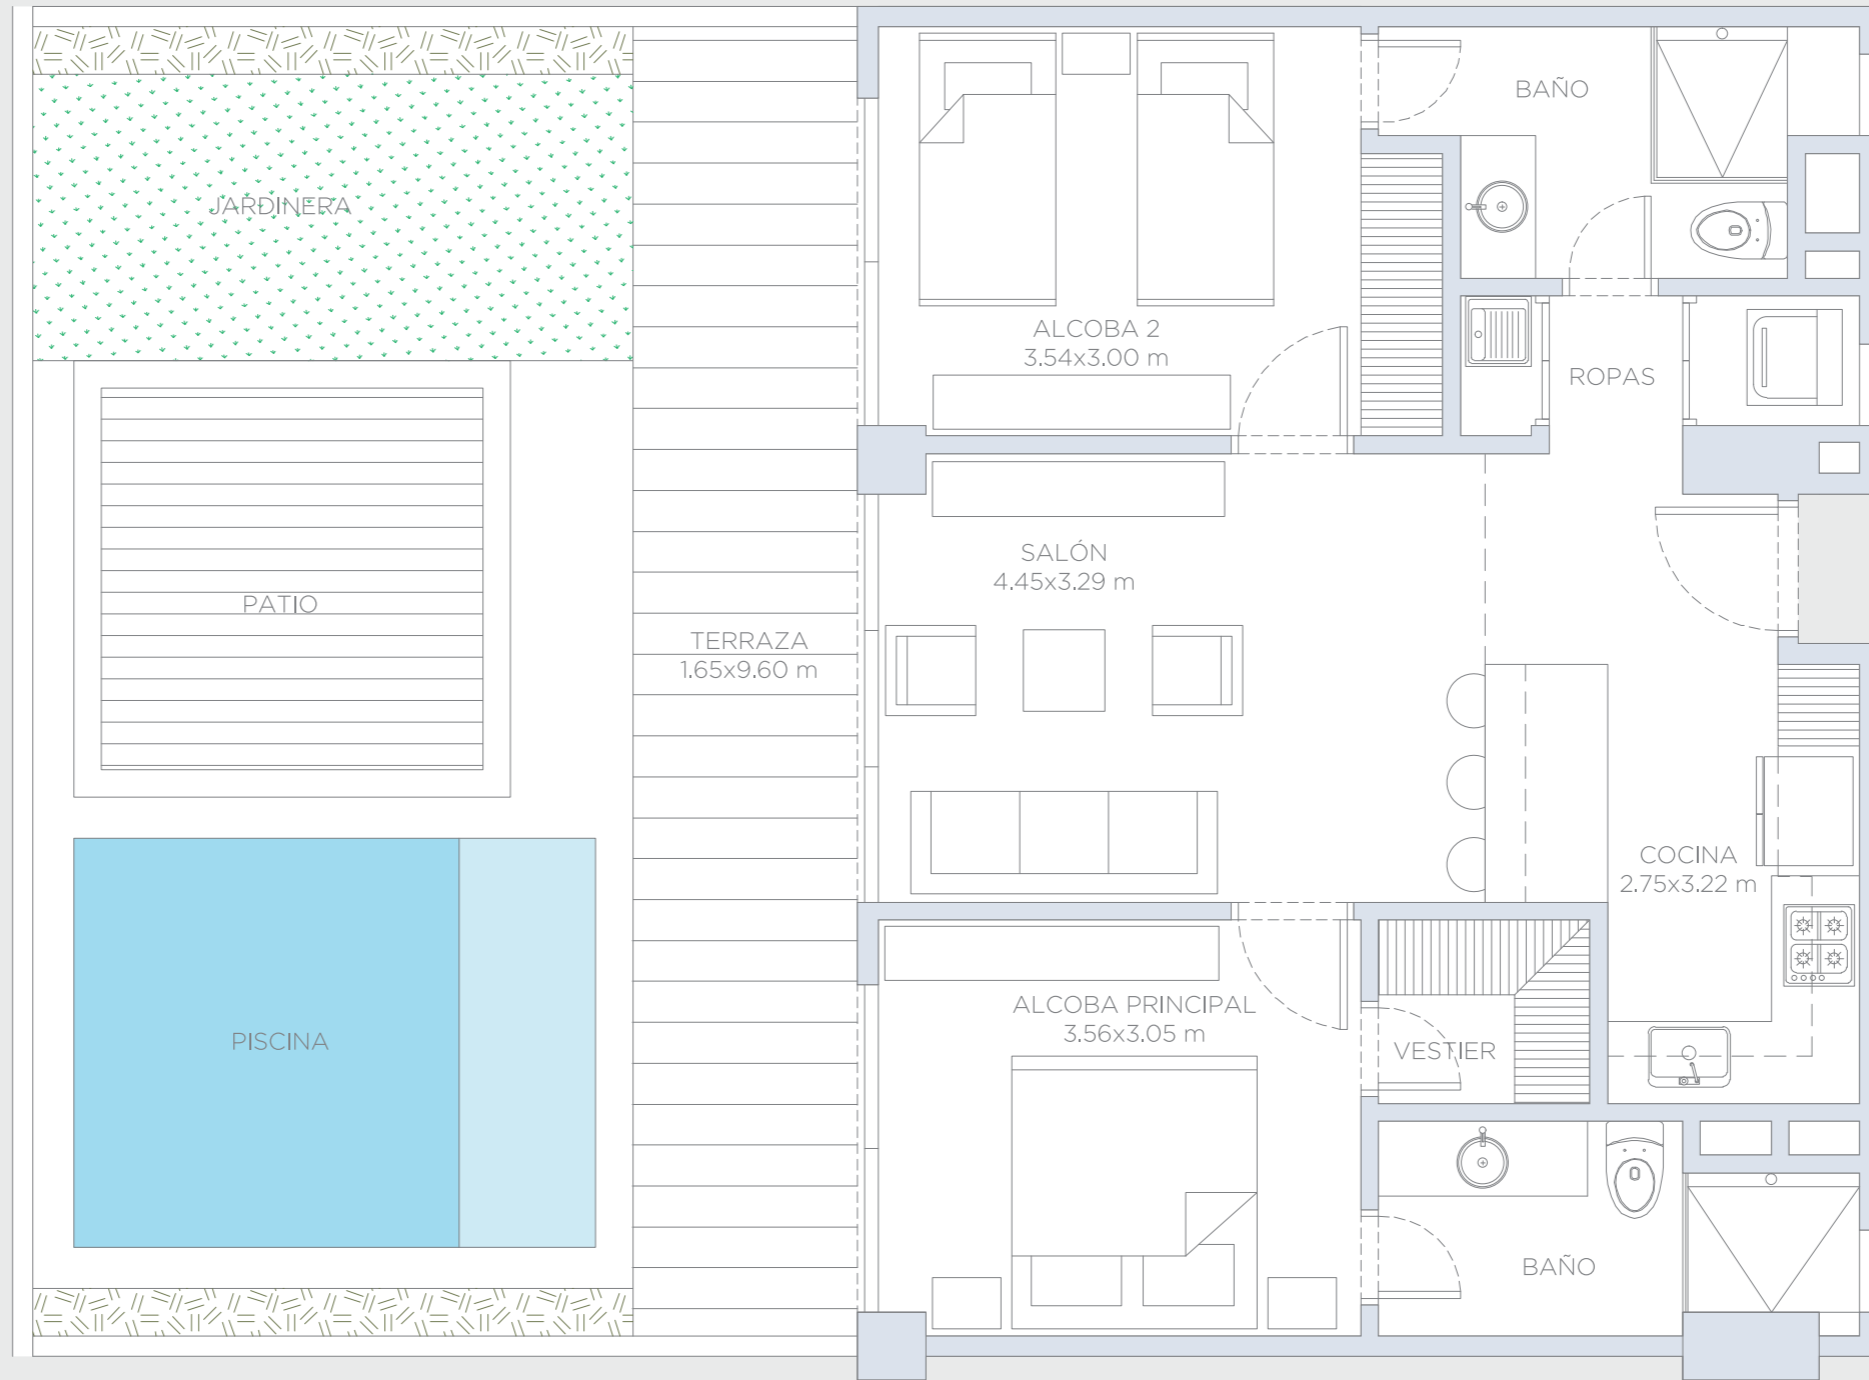 BAÑO
JARDINERA
ALCOBA 2
3.54x3.00 m
ROPAS
SALÓN
4.45x3.29 m
PATIO
TERRAZA
1.65x9.60 m
COCINA
2.75x3.22 m
ALCOBA PRINCIPAL
3.56x3.05 m
PISCINA
VESTIER
BAÑO